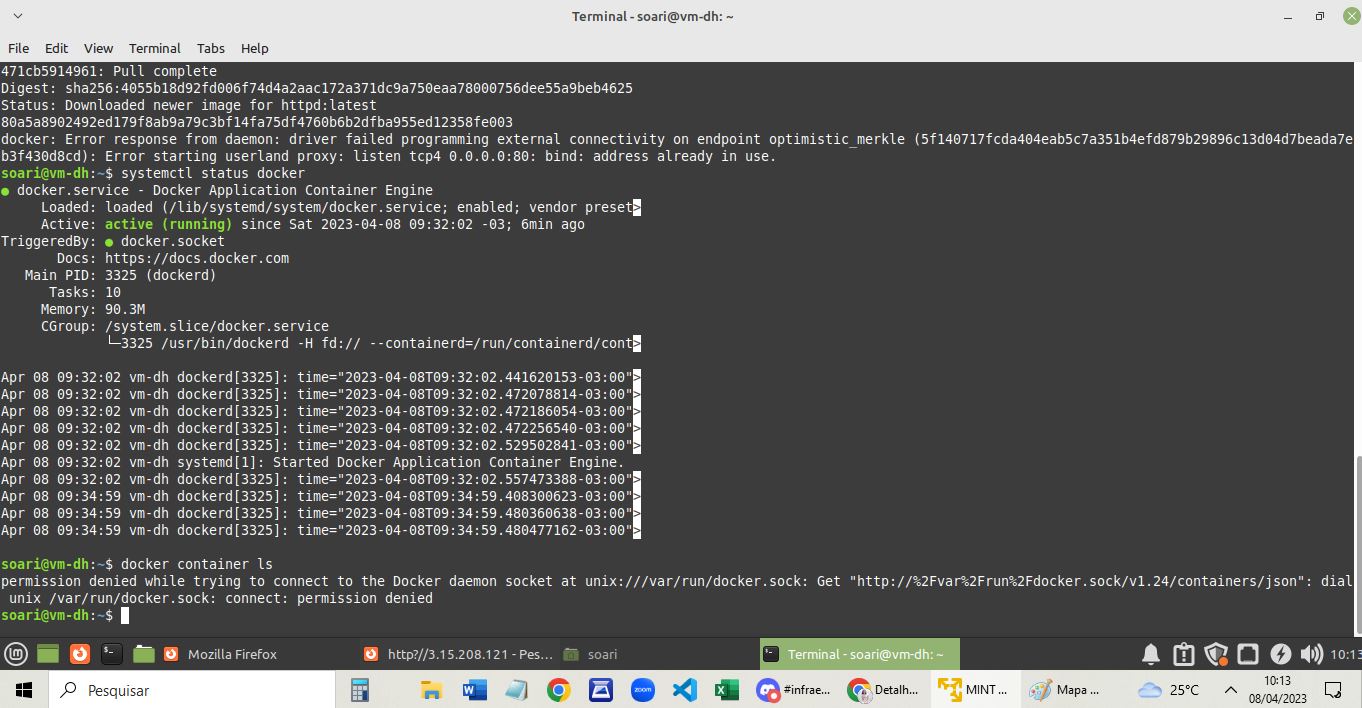 Terminal - soari@vm-dh: ~
File Edit View Terminal Tabs Help
471cb5914961: Pull complete
Digest: sha256:4055b18d92fd006f74d4a2aac172a371dc9a750eaa78000756dee55a9beb4625
Status: Downloaded newer image for httpd:latest
80a5a8902492ed179f8ab9a79c3bf14fa75df4760b6b2dfba955ed12358fe003
docker: Error response from daemon: driver failed programming external connectivity on endpoint optimistic_merkle (5f140717fcda404eab5c7a351b4efd879b29896c13d04d7beada7e
b3f430d8cd): Error starting userland proxy: listen tcp4 0.0.0.0:80: bind: address already in use.
soari@vm-dh:~$ systemctl status docker
● docker.service - Docker Application Container Engine
Loaded: loaded (/lib/systemd/system/docker.service; enabled; vendor preset>
Active: active (running) since Sat 2023-04-08 09:32:02 -03; 6min ago
TriggeredBy: ● docker.socket
Docs: https://docs.docker.com
Main PID: 3325 (dockerd)
Tasks: 10
Memory: 90.3M
CGroup: /system.slice/docker.service
└─3325 /usr/bin/dockerd -H fd:// --containerd=/run/containerd/cont>
Apr 08 09:32:02 vm-dh dockerd[3325]: time="2023-04-08T09:32:02.441620153-03:00">
Apr 08 09:32:02 vm-dh dockerd[3325]: time="2023-04-08T09:32:02.472078814-03:00">
Apr 08 09:32:02 vm-dh dockerd[3325]: time="2023-04-08T09:32:02.472186054-03:00">
Apr 08 09:32:02 vm-dh dockerd[3325]: time="2023-04-08T09:32:02.472256540-03:00">
Apr 08 09:32:02 vm-dh dockerd[3325]: time="2023-04-08T09:32:02.529502841-03:00">
Apr 08 09:32:02 vm-dh systemd[1]: Started Docker Application Container Engine.
Apr 08 09:32:02 vm-dh dockerd[3325]: time="2023-04-08T09:32:02.557473388-03:00">
Apr 08 09:34:59 vm-dh dockerd[3325]: time="2023-04-08T09:34:59.408300623-03:00">
Apr 08 09:34:59 vm-dh dockerd[3325]: time="2023-04-08T09:34:59.480360638-03:00">
Apr 08 09:34:59 vm-dh dockerd[3325]: time="2023-04-08T09:34:59.480477162-03:00">
soari@vm-dh:~$ docker container ls
permission denied while trying to connect to the Docker daemon socket at unix:///var/run/docker.sock: Get "http://%2Fvar%2Frun%2Fdocker.sock/v1.24/containers/json": dial
unix /var/run/docker.sock: connect: permission denied
soari@vm-dh:~$
Mozilla Firefox http://3.15.208.121 - Pes... soari Terminal - soari@vm-dh: ~ 10:13
Pesquisar zoom #infrae... Detalh... MINT ... Mapa ... 25°C 10:13
08/04/2023